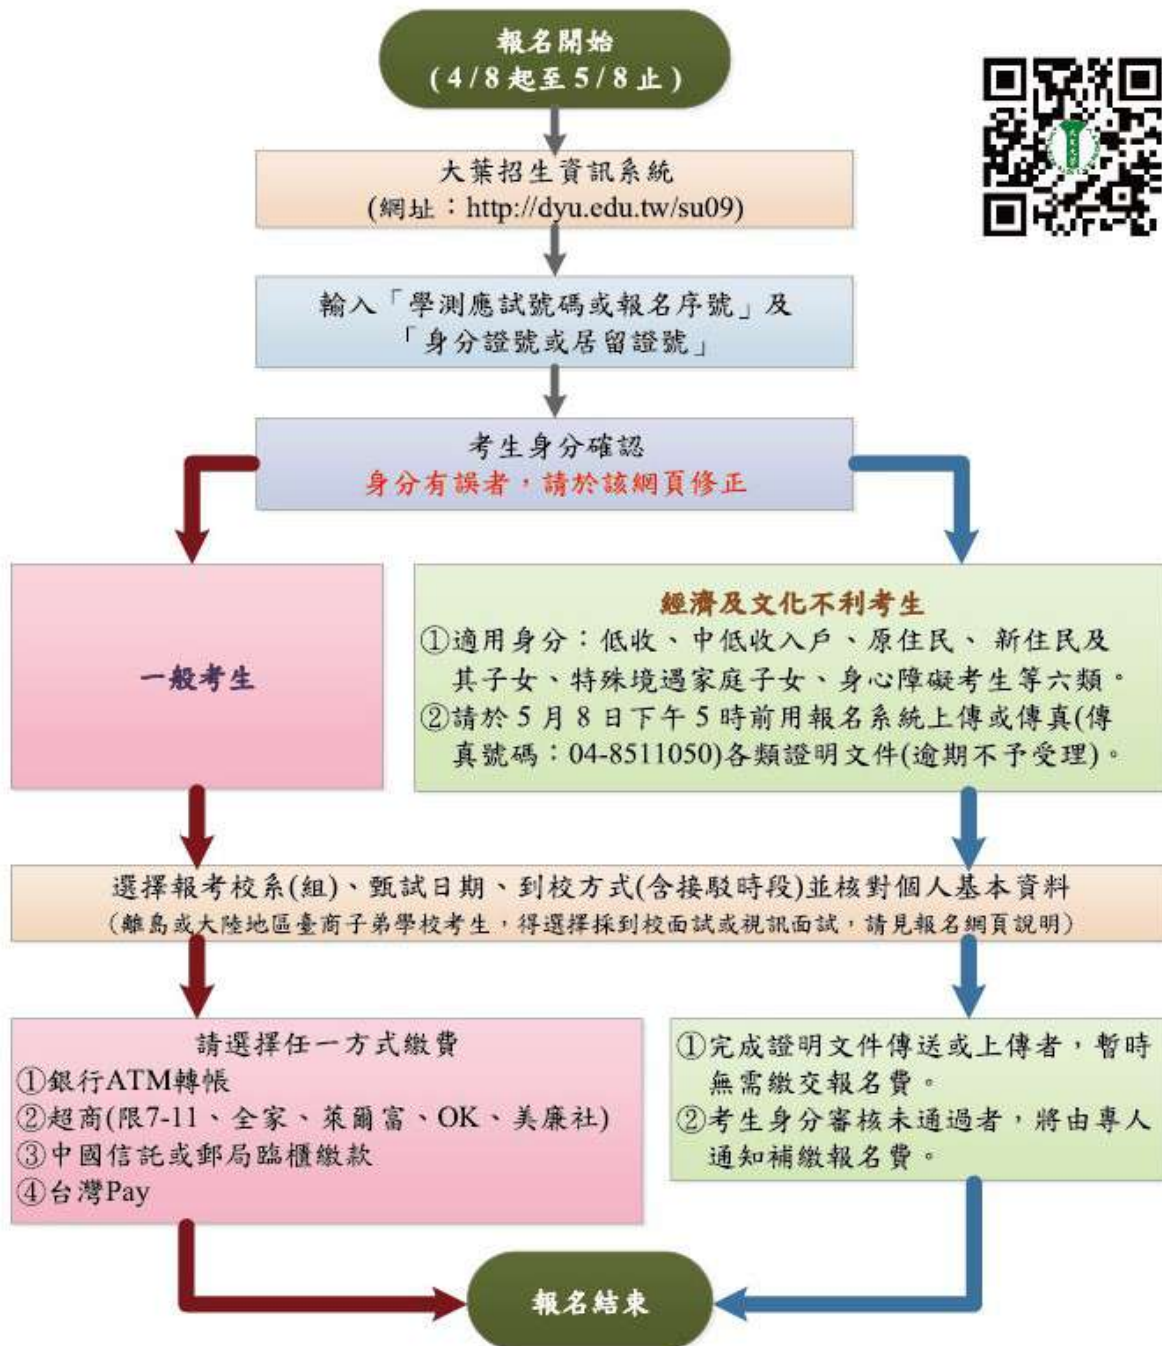 報名開始
(4/8起至5/8止)
大葉招生資訊系統
(網址：http://dyu.edu.tw/su09)
輸入「學測應試號碼或報名序號」及
「身分證號或居留證號」
考生身分確認
身分有誤者，請於該網頁修正
一般考生
經濟及文化不利考生
①適用身分：低收、中低收入戶、原住民、新住民及
其子女、特殊境遇家庭子女、身心障礙考生等六類。
②請於5月8日下午5時前用報名系統上傳或傳真(傳
真號碼：04-8511050)各類證明文件(逾期不予受理)。
選擇報考校系(組)、甄試日期、到校方式(含接駁時段)並核對個人基本資料
(離島或大陸地區臺商子弟學校考生，得選擇採到校面試或視訊面試，請見報名網頁說明)
請選擇任一方式繳費
①銀行ATM轉帳
②超商(限7-11、全家、萊爾富、OK、美廉社)
③中國信託或郵局臨櫃繳款
④台灣Pay
①完成證明文件傳送或上傳者，暫時
無需繳交報名費。
②考生身分審核未通過者，將由專人
通知補繳報名費。
報名結束